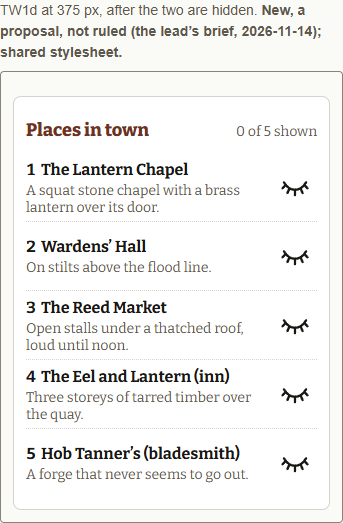 TW1d at 375 px, after the two are hidden. New, a
proposal, not ruled (the lead’s brief, 2026-11-14);
shared stylesheet.
Places in town
0 of 5 shown
1 The Lantern Chapel
A squat stone chapel with a brass
lantern over its door.
2 Wardens’ Hall
On stilts above the flood line.
3 The Reed Market
Open stalls under a thatched roof,
loud until noon.
4 The Eel and Lantern (inn)
Three storeys of tarred timber over
the quay.
5 Hob Tanner’s (bladesmith)
A forge that never seems to go out.